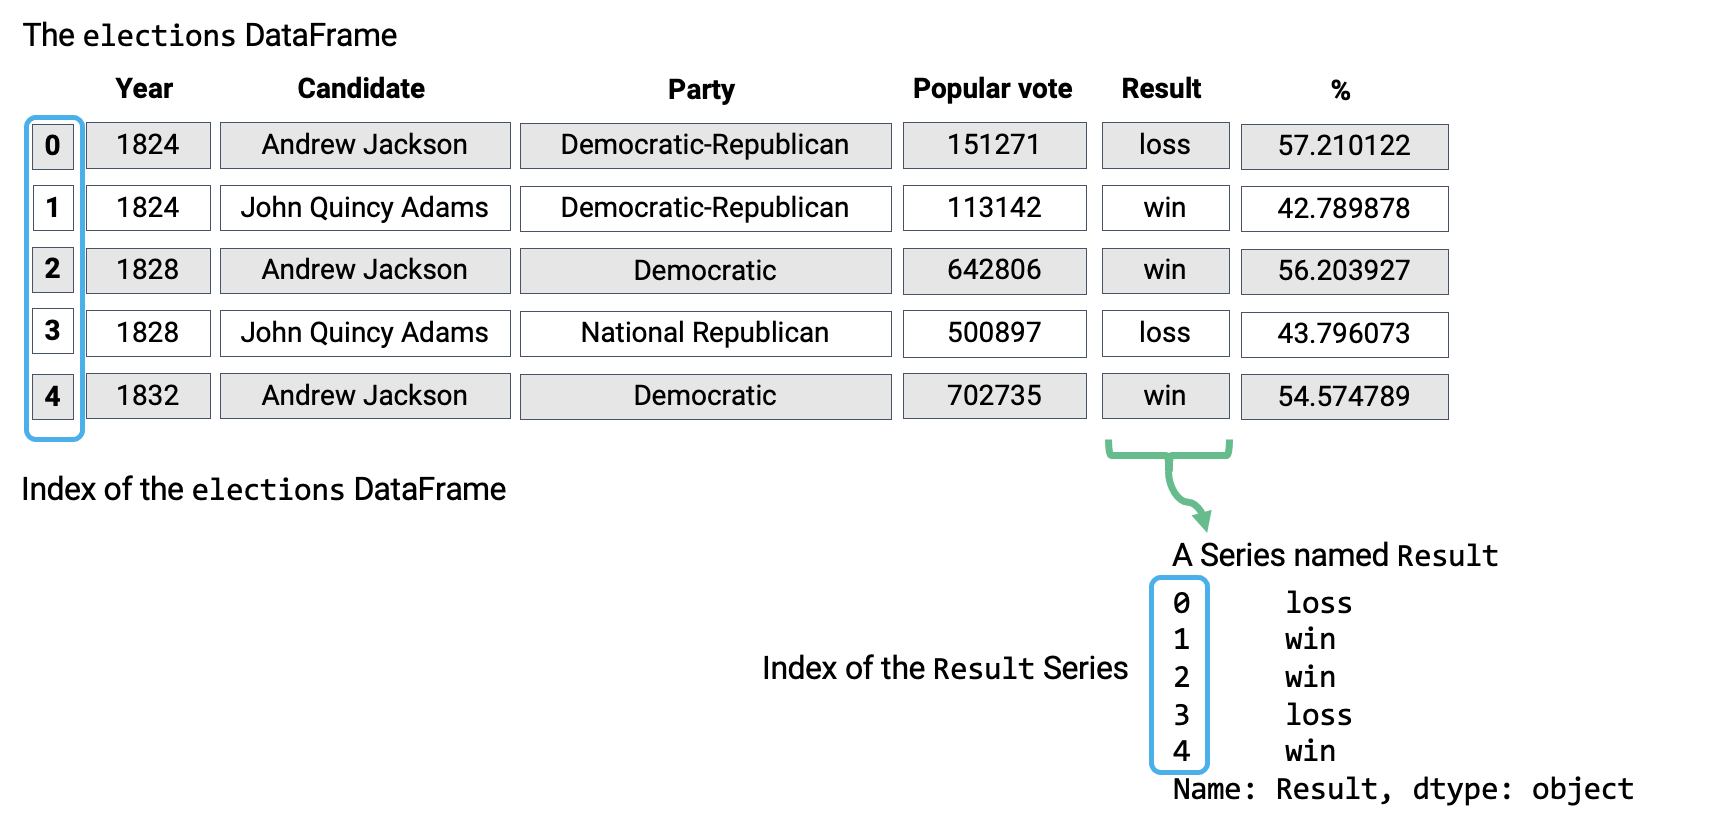 The elections DataFrame
Year Candidate Party Popular vote Result %
0 1824 Andrew Jackson Democratic-Republican 151271 loss 57.210122
1 1824 John Quincy Adams Democratic-Republican 113142 win 42.789878
2 1828 Andrew Jackson Democratic 642806 win 56.203927
3 1828 John Quincy Adams National Republican 500897 loss 43.796073
4 1832 Andrew Jackson Democratic 702735 win 54.574789
Index of the elections DataFrame
A Series named Result
0 loss
1 win
Index of the Result Series
2 win
3 loss
4 win
Name: Result, dtype: object